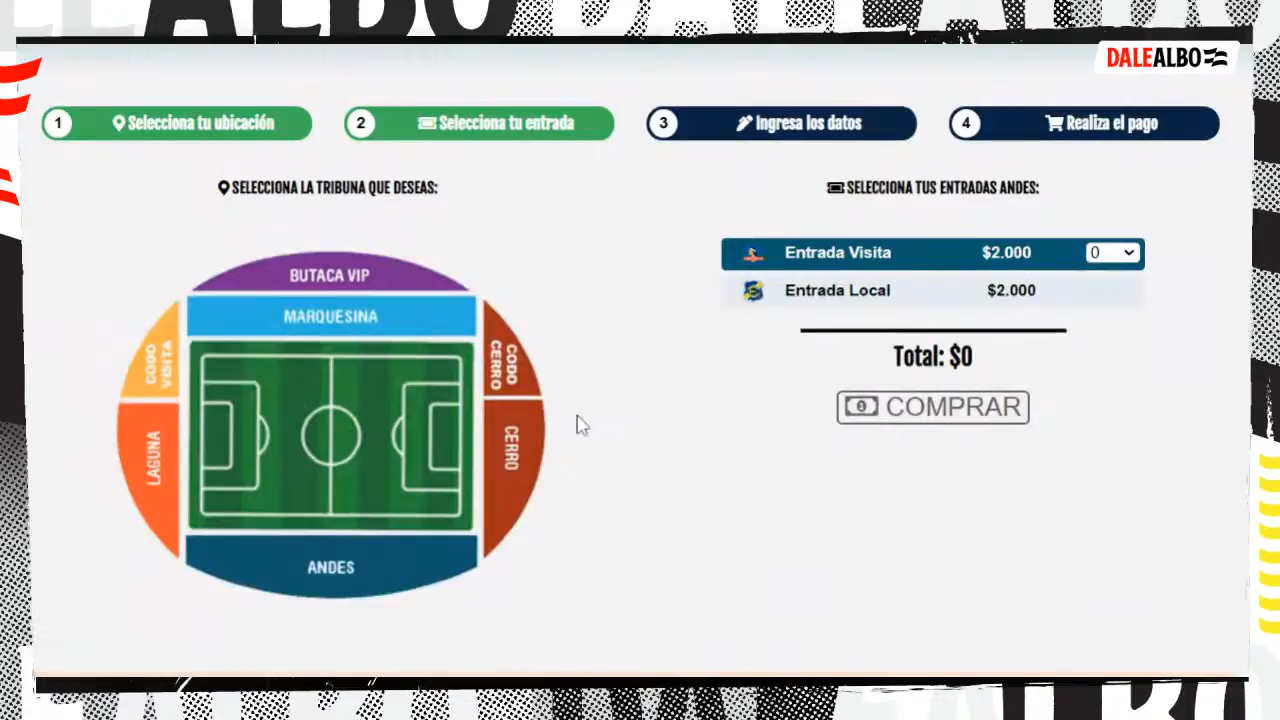 DALEALBO
1 Selecciona tu ubicación
2 Selecciona tu entrada
3 Ingresa los datos
4 Realiza el pago
SELECCIONA LA TRIBUNA QUE DESEAS:
BUTACA VIP
MARQUESINA
CODO VISITA
CODO CERRO
LAGUNA
CERRO
ANDES
SELECCIONA TUS ENTRADAS ANDES:
Entrada Visita $2.000 0
Entrada Local $2.000
Total: $0
COMPRAR